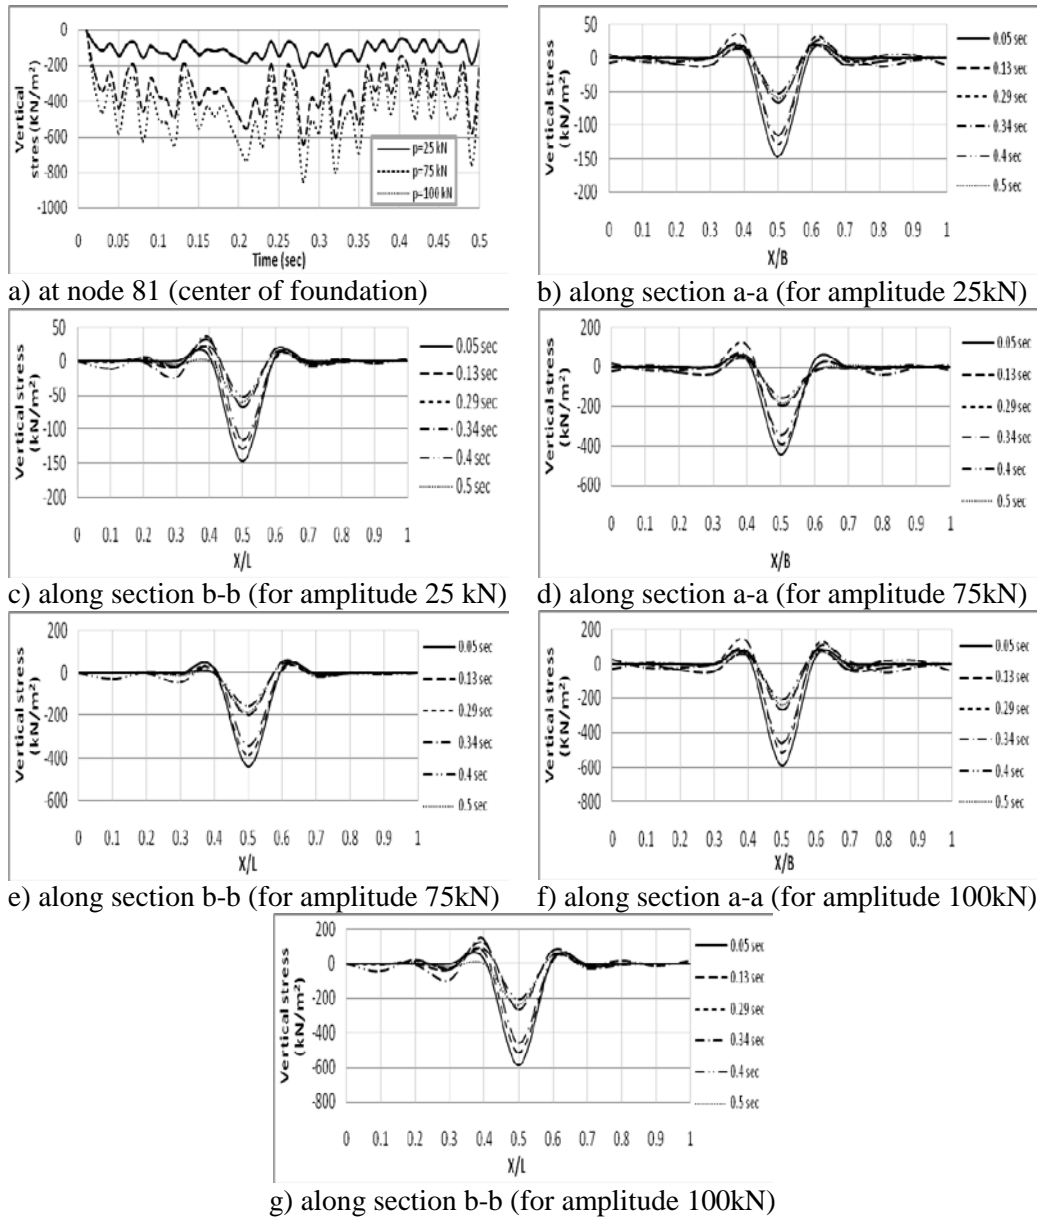 Vertical stres(KN/m²)
0
-200
-400
-600
-800
-1000
p=25 kN
p=75 kN
p=100 kN
0 0.05 0.1 0.15 0.2 0.25 0.3 0.35 0.4 0.45 0.5
Time (sec)
a) at node 81 (center of foundation)
Vertical stress (kN/m²)
50
0
-50
-100
-150
-200
0 0.1 0.2 0.3 0.4 0.5 0.6 0.7 0.8 0.9 1
X/B
0.05 sec
0.13 sec
0.29 sec
0.34 sec
0.4 sec
0.5 sec
b) along section a-a (for amplitude 25kN)
Vertical stress (kN/m²)
50
0
-50
-100
-150
-200
0 0.1 0.2 0.3 0.4 0.5 0.6 0.7 0.8 0.9 1
X/L
0.05 sec
0.13 sec
0.29 sec
0.34 sec
0.4 sec
0.5 sec
c) along section b-b (for amplitude 25 kN)
Vertical stress (kN/m²)
200
0
-200
-400
-600
0 0.1 0.2 0.3 0.4 0.5 0.6 0.7 0.8 0.9 1
X/B
0.05 sec
0.13 sec
0.29 sec
0.34 sec
0.4 sec
0.5 sec
d) along section a-a (for amplitude 75kN)
Vertical stress (kN/m²)
200
0
-200
-400
-600
0 0.1 0.2 0.3 0.4 0.5 0.6 0.7 0.8 0.9 1
X/L
0.05 sec
0.13 sec
0.29 sec
0.34 sec
0.4 sec
0.5 sec
e) along section b-b (for amplitude 75kN)
Vertical stress (KN/m²)
200
0
-200
-400
-600
-800
0 0.1 0.2 0.3 0.4 0.5 0.6 0.7 0.8 0.9 1
X/B
0.05 sec
0.13 sec
0.29 sec
0.34 sec
0.4 sec
0.5 sec
f) along section a-a (for amplitude 100kN)
Vertical stress (kN/m²)
200
0
-200
-400
-600
-800
0 0.1 0.2 0.3 0.4 0.5 0.6 0.7 0.8 0.9 1
X/L
0.05 sec
0.13 sec
0.29 sec
0.34 sec
0.4 sec
0.5 sec
g) along section b-b (for amplitude 100kN)